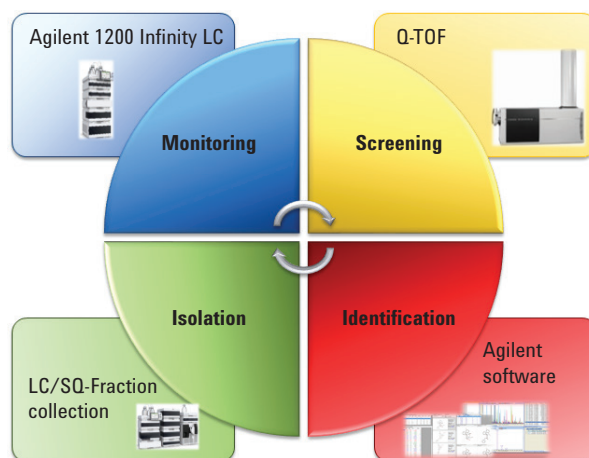 Agilent 1200 Infinity LC
Q-TOF
Monitoring
Screening
Isolation
Identification
LC/SQ-Fraction
collection
Agilent
software